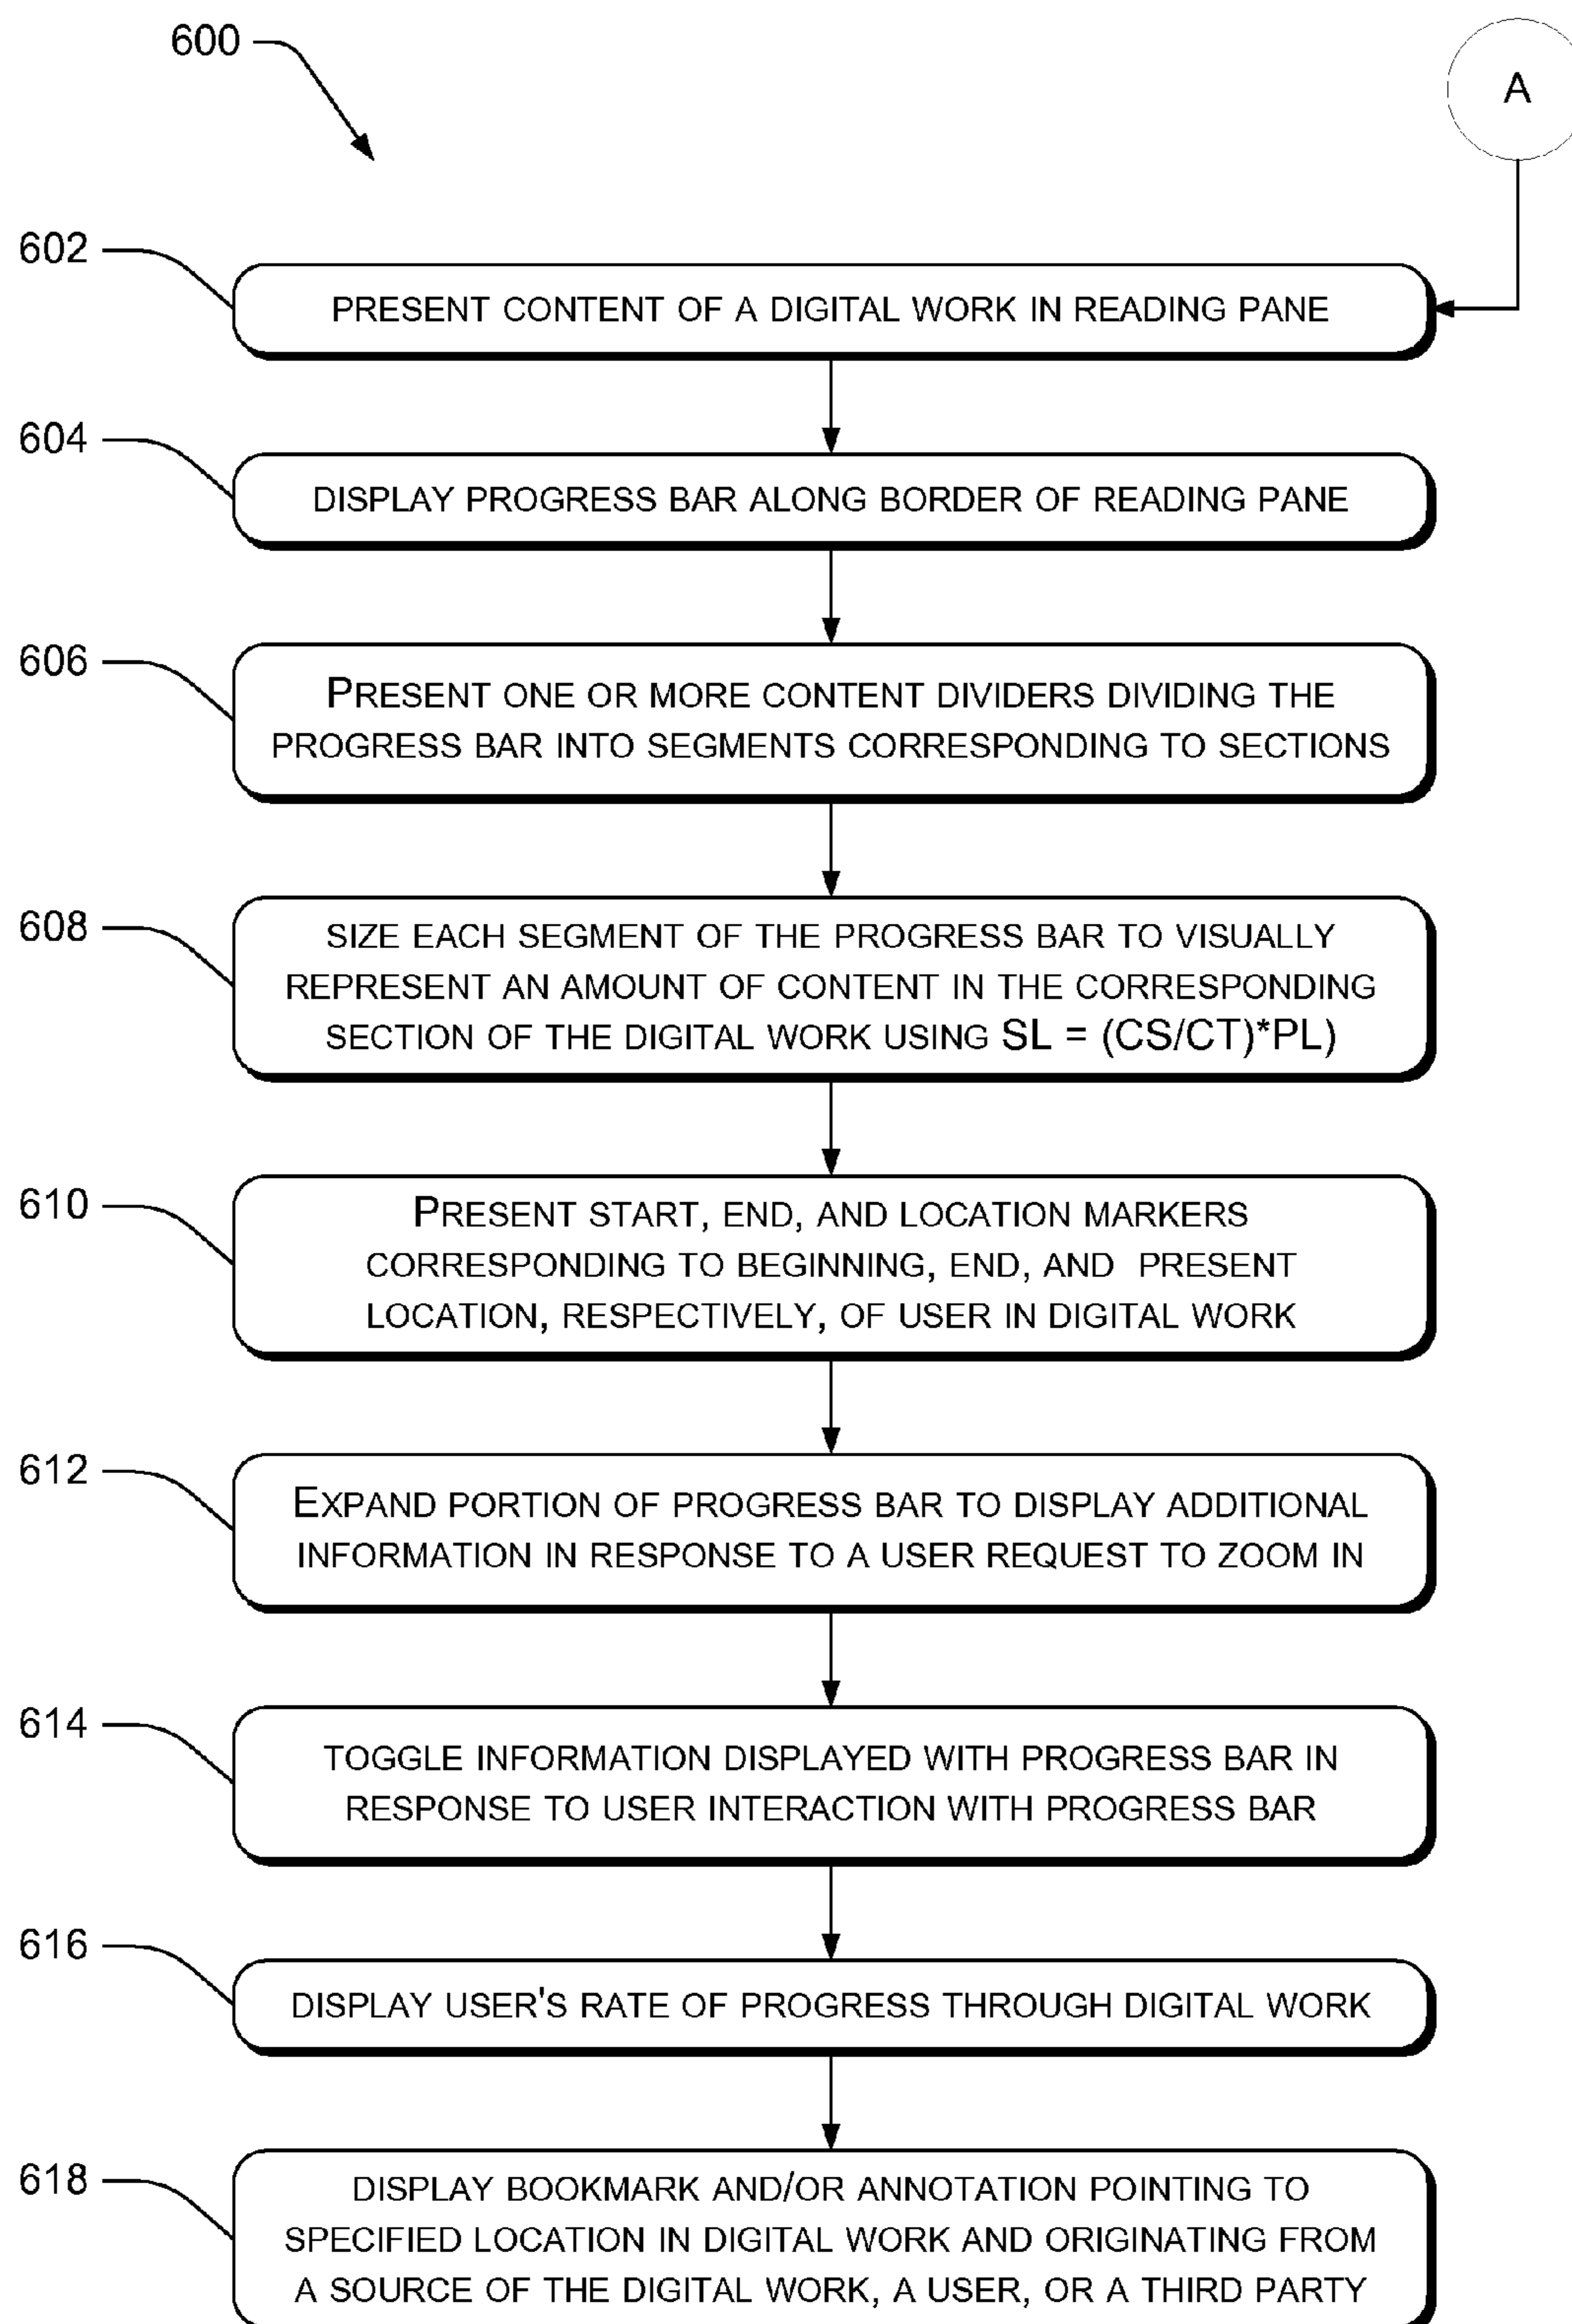 600
A
602
PRESENT CONTENT OF A DIGITAL WORK IN READING PANE
604
DISPLAY PROGRESS BAR ALONG BORDER OF READING PANE
606
PRESENT ONE OR MORE CONTENT DIVIDERS DIVIDING THE
PROGRESS BAR INTO SEGMENTS CORRESPONDING TO SECTIONS
608
SIZE EACH SEGMENT OF THE PROGRESS BAR TO VISUALLY
REPRESENT AN AMOUNT OF CONTENT IN THE CORRESPONDING
SECTION OF THE DIGITAL WORK USING SL = (CS/CT)*PL)
610
PRESENT START, END, AND LOCATION MARKERS
CORRESPONDING TO BEGINNING, END, AND PRESENT
LOCATION, RESPECTIVELY, OF USER IN DIGITAL WORK
612
EXPAND PORTION OF PROGRESS BAR TO DISPLAY ADDITIONAL
INFORMATION IN RESPONSE TO A USER REQUEST TO ZOOM IN
614
TOGGLE INFORMATION DISPLAYED WITH PROGRESS BAR IN
RESPONSE TO USER INTERACTION WITH PROGRESS BAR
616
DISPLAY USER'S RATE OF PROGRESS THROUGH DIGITAL WORK
618
DISPLAY BOOKMARK AND/OR ANNOTATION POINTING TO
SPECIFIED LOCATION IN DIGITAL WORK AND ORIGINATING FROM
A SOURCE OF THE DIGITAL WORK, A USER, OR A THIRD PARTY